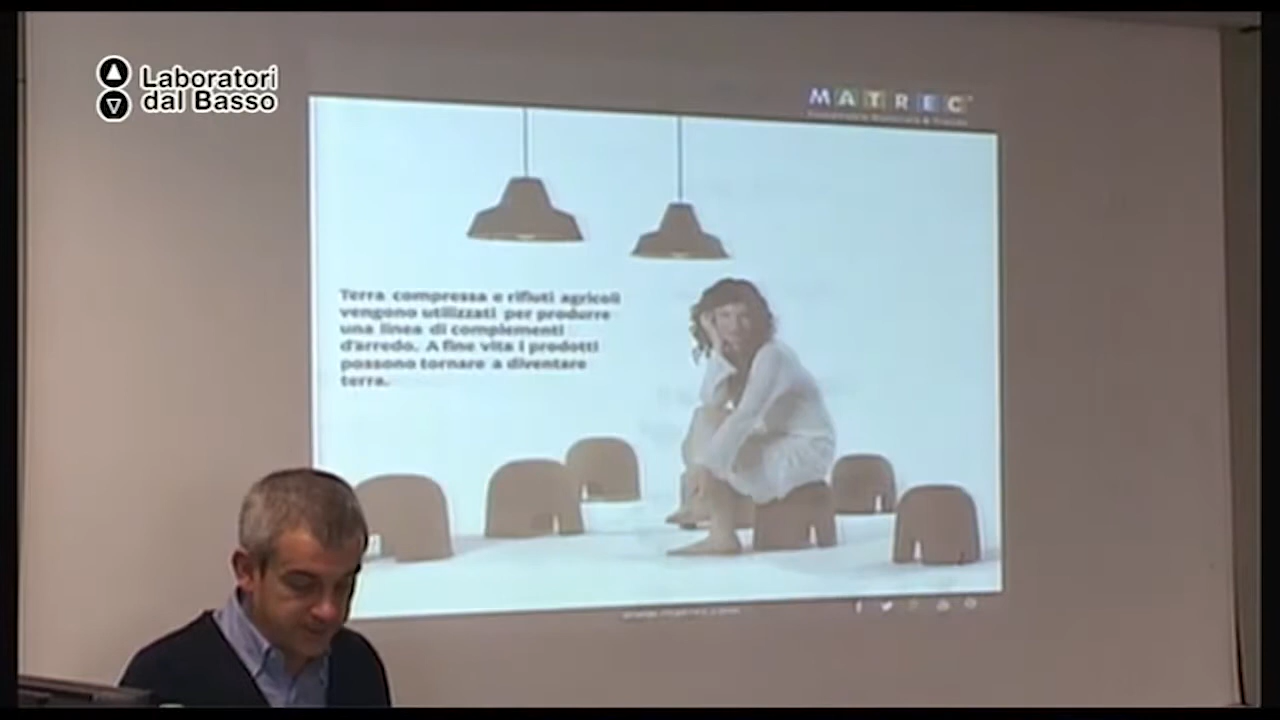 Laboratori
dal Basso
MATREC
Terra compressa e rifiuti agricoli
vengono utilizzati per produrre
una linea di complementi
d'arredo. A fine vita i prodotti
possono tornare a diventare
terra.